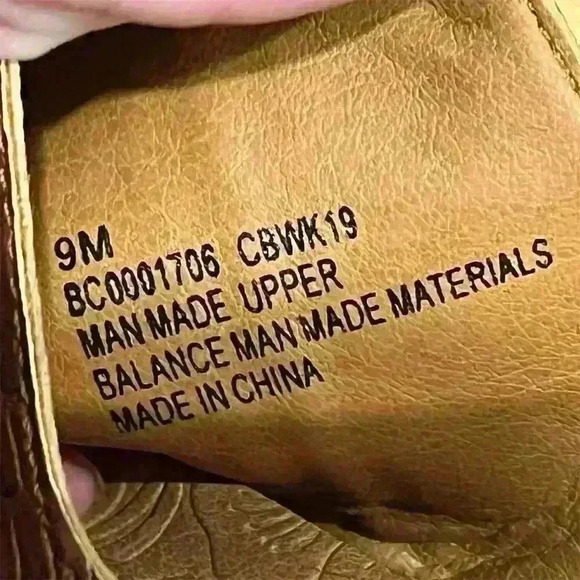 9M
BC0001706 CBWK19
MAN MADE UPPER
BALANCE MAN MADE MATERIALS
MADE IN CHINA